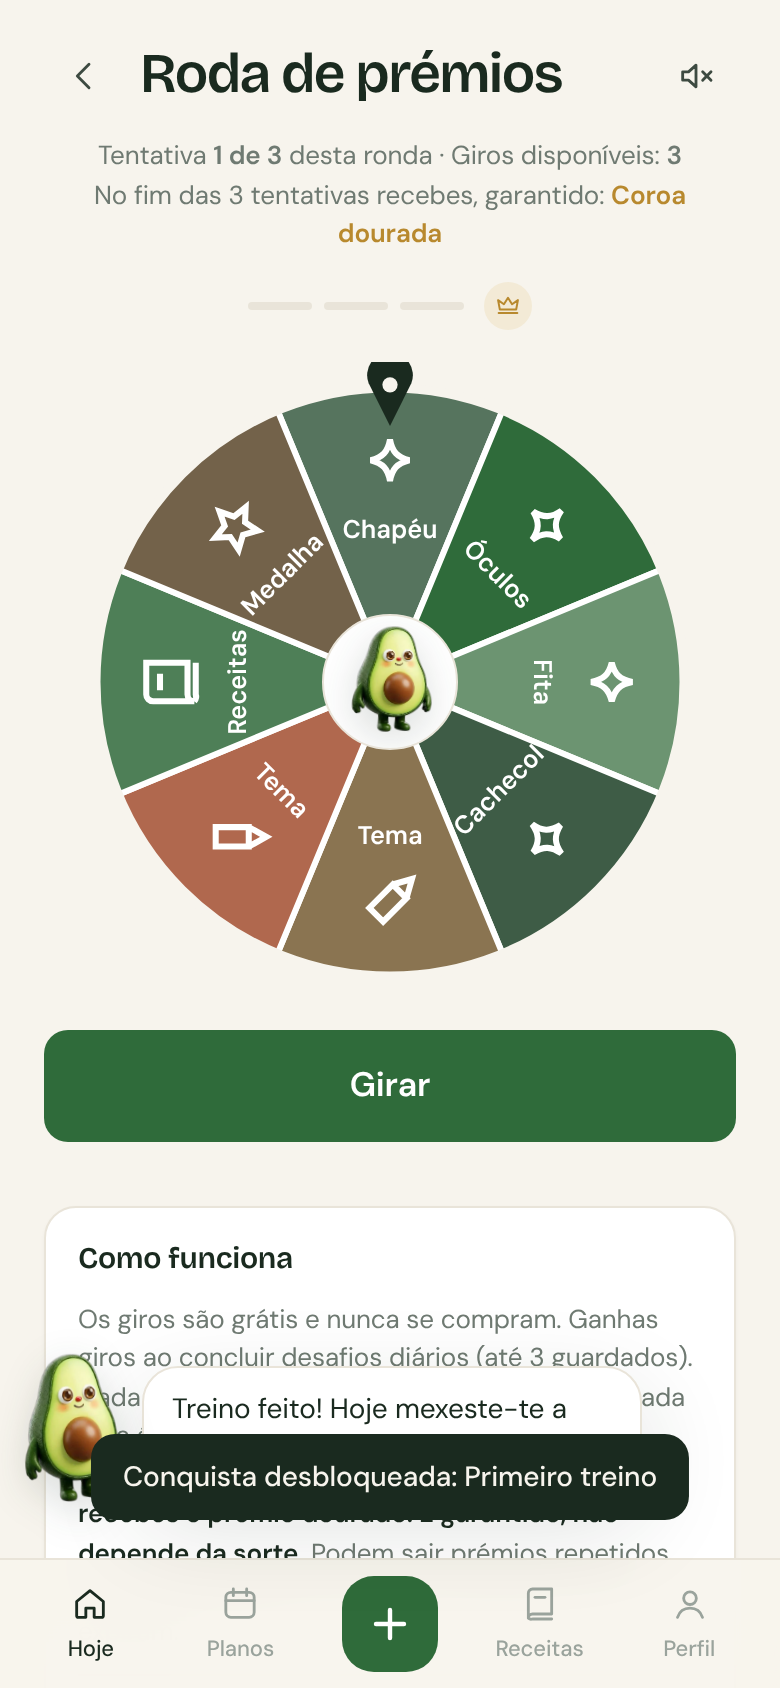 Roda de prémios
Tentativa 1 de 3 desta ronda · Giros disponíveis: 3
No fim das 3 tentativas recebes, garantido: Coroa
dourada
Chapéu
Óculos
Fita
Cachecol
Tema
Tema
Receitas
Medalha
Girar
Como funciona
Os giros são grátis e nunca se compram. Ganhas
giros ao concluir desafios diários (até 3 guardados).
Treino feito! Hoje mexeste-te a
Conquista desbloqueada: Primeiro treino
depende da sorte. Podem sair prémios repetidos
Hoje
Planos
Receitas
Perfil